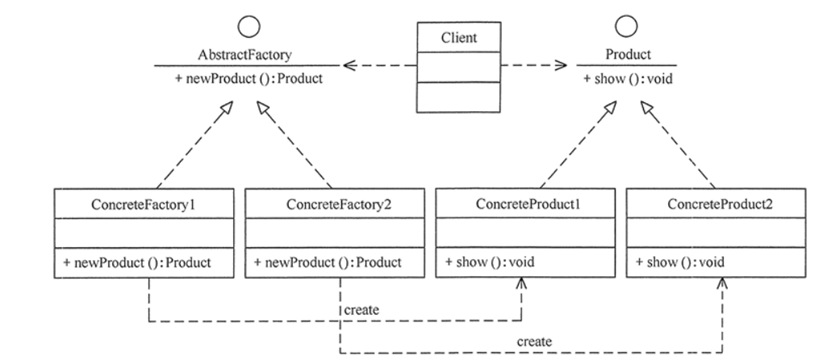 Client
AbstractFactory
Product
+ newProduct (): Product
+ show (): void
ConcreteFactory1
ConcreteFactory2
ConcreteProduct1
ConcreteProduct2
+ newProduct (): Product
+ newProduct (): Product
+ show (): void
+ show (): void
create
create